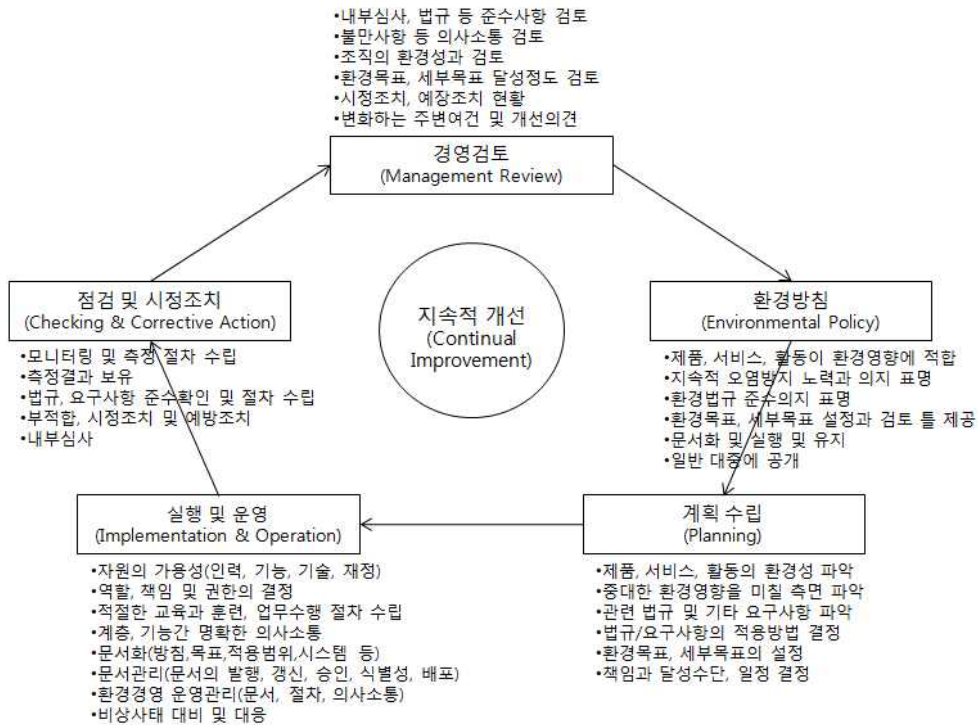 •내부심사, 법규 등 준수사항 검토
•불만사항 등 의사소통 검토
•조직의 환경성과 검토
•환경목표, 세부목표 달성정도 검토
•시정조치, 예장조치 현황
•변화하는 주변여건 및 개선의견
경영검토
(Management Review)
점검 및 시정조치
(Checking & Corrective Action)
•모니터링 및 측정 절차 수립
•측정결과 보유
•법규, 요구사항 준수확인 및 절차 수립
•부적합, 시정조치 및 예방조치
•내부심사
지속적 개선
(Continual
Improvement)
환경방침
(Environmental Policy)
•제품, 서비스, 활동이 환경영향에 적합
•지속적 오염방지 노력과 의지 표명
•환경법규 준수의지 표명
•환경목표, 세부목표 설정과 검토 틀 제공
•문서화 및 실행 및 유지
•일반 대중에 공개
실행 및 운영
(Implementation & Operation)
•자원의 가용성(인력, 기능, 기술, 재정)
•역할, 책임 및 권한의 결정
•적절한 교육과 훈련, 업무수행 절차 수립
•계층, 기능간 명확한 의사소통
•문서화(방침,목표,적용범위,시스템 등)
•문서관리(문서의 발행, 갱신, 승인, 식별성, 배포)
•환경경영 운영관리(문서, 절차, 의사소통)
•비상사태 대비 및 대응
계획 수립
(Planning)
•제품, 서비스, 활동의 환경성 파악
•중대한 환경영향을 미칠 측면 파악
•관련 법규 및 기타 요구사항 파악
•법규/요구사항의 적용방법 결정
•환경목표, 세부목표의 설정
•책임과 달성수단, 일정 결정